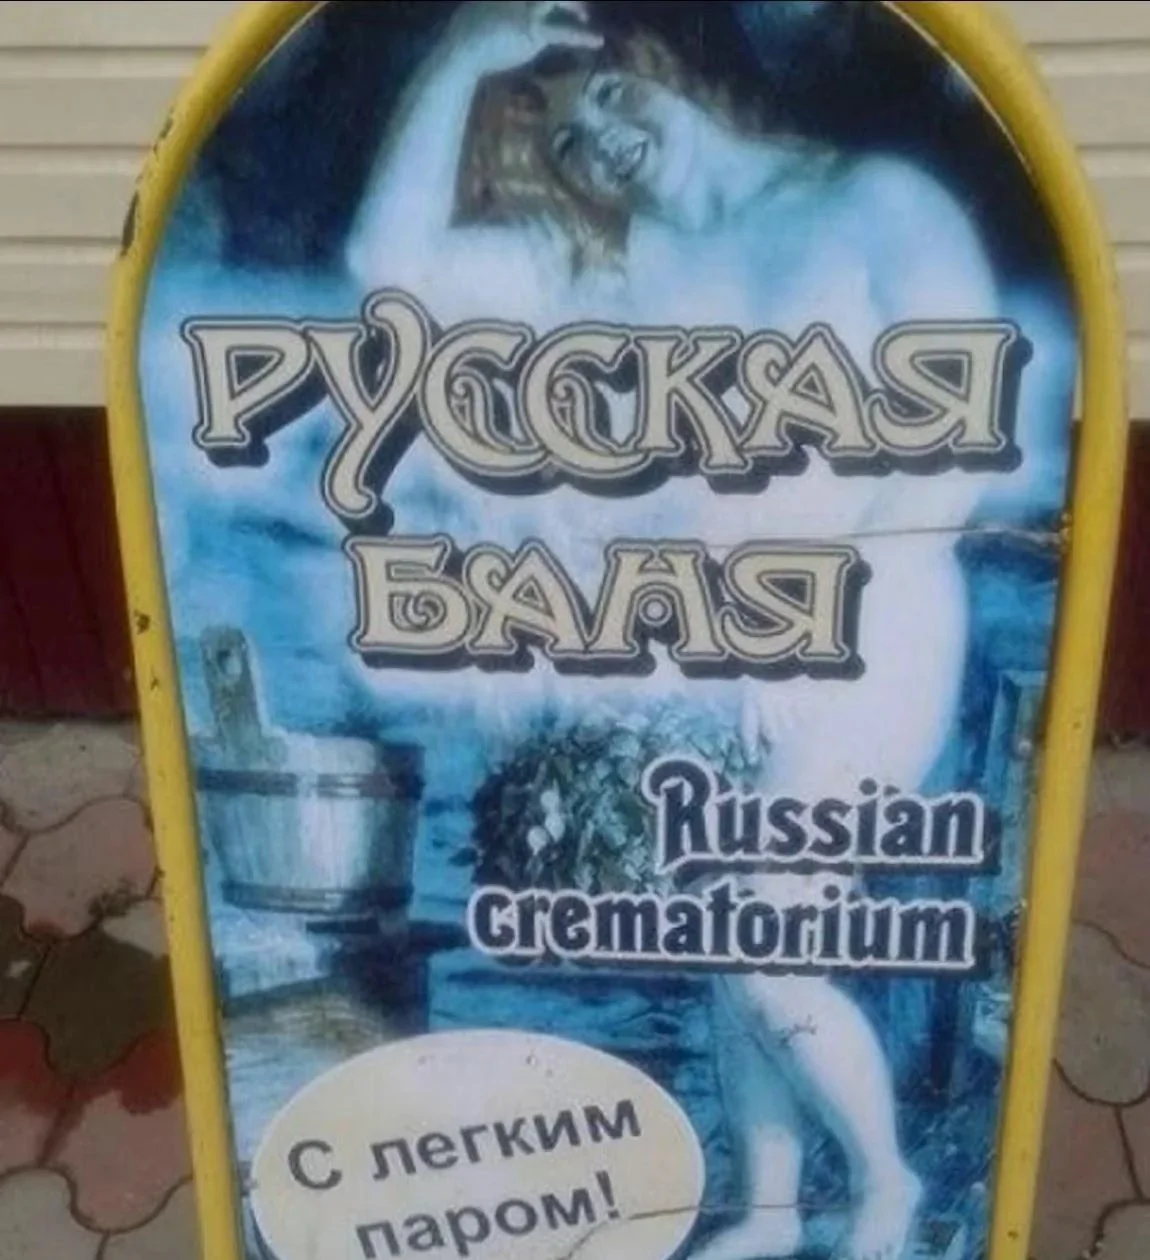 РУССКАЯ
БАНЯ
Russian
crematorium
С легким
паром!